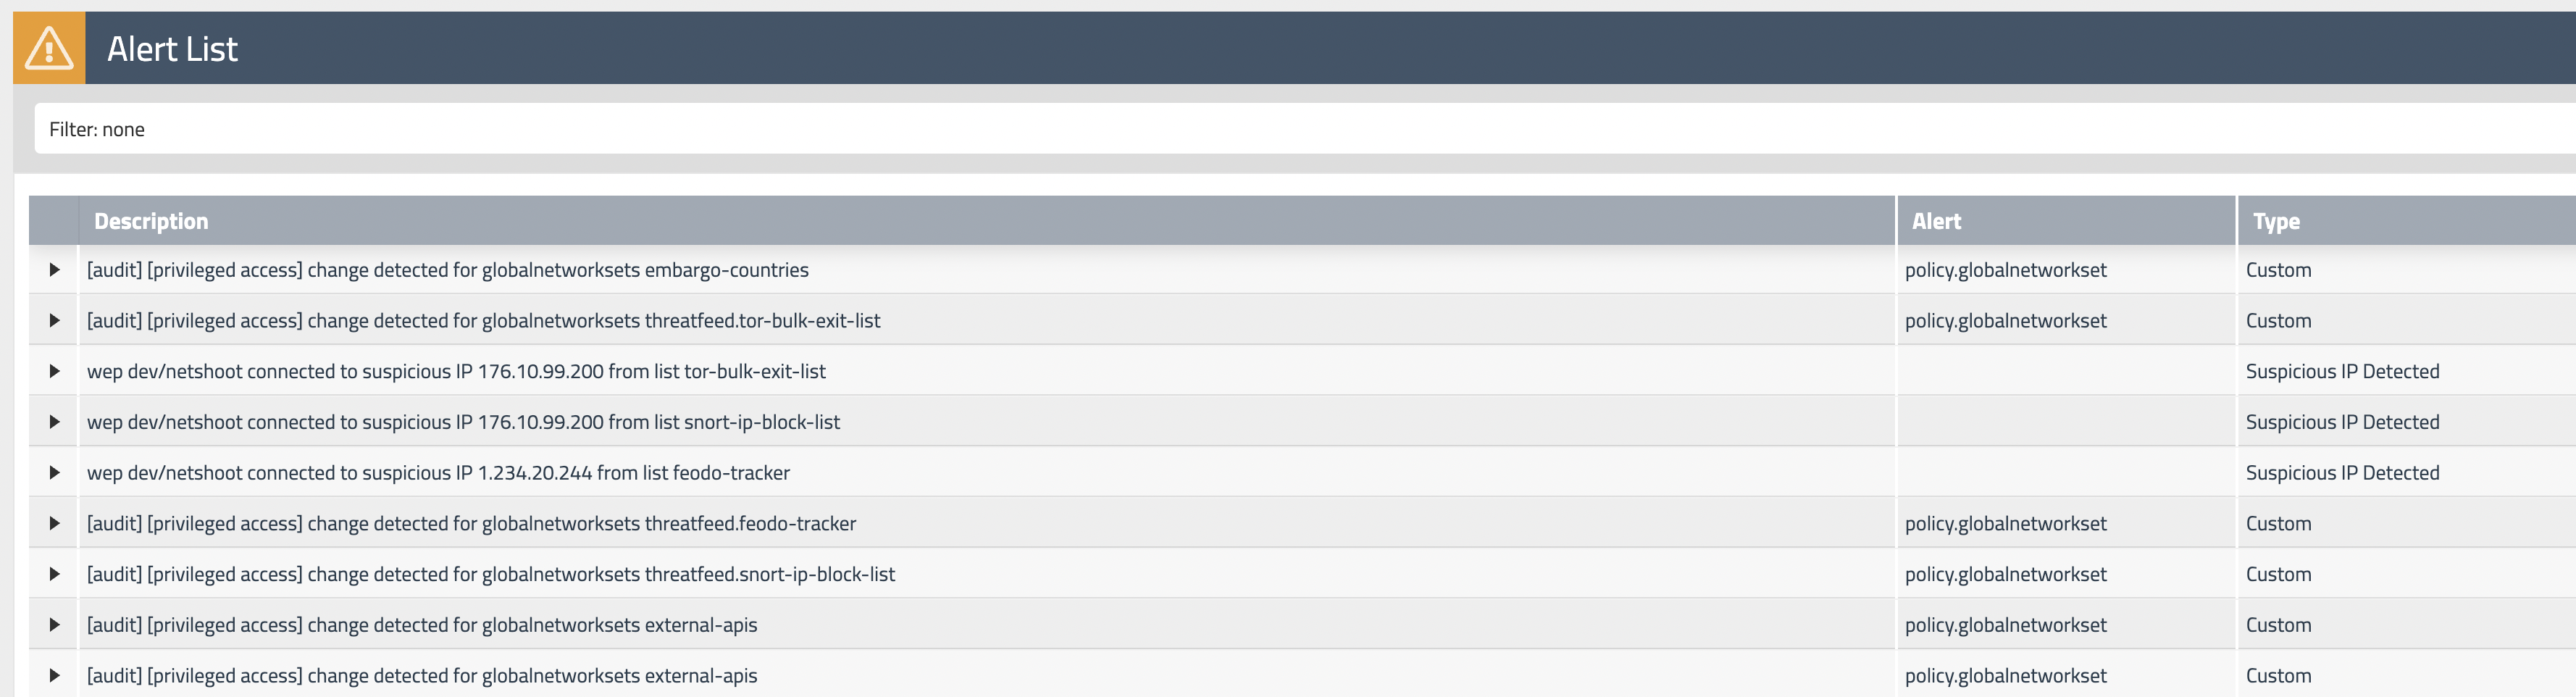 Alert List
Filter: none
Description Alert Type
[audit] [privileged access] change detected for globalnetworksets embargo-countries policy.globalnetworkset Custom
[audit] [privileged access] change detected for globalnetworksets threatfeed.tor-bulk-exit-list policy.globalnetworkset Custom
wep dev/netshoot connected to suspicious IP 176.10.99.200 from list tor-bulk-exit-list Suspicious IP Detected
wep dev/netshoot connected to suspicious IP 176.10.99.200 from list snort-ip-block-list Suspicious IP Detected
wep dev/netshoot connected to suspicious IP 1.234.20.244 from list feodo-tracker Suspicious IP Detected
[audit] [privileged access] change detected for globalnetworksets threatfeed.feodo-tracker policy.globalnetworkset Custom
[audit] [privileged access] change detected for globalnetworksets threatfeed.snort-ip-block-list policy.globalnetworkset Custom
[audit] [privileged access] change detected for globalnetworksets external-apis policy.globalnetworkset Custom
[audit] [privileged access] change detected for globalnetworksets external-apis policy.globalnetworkset Custom